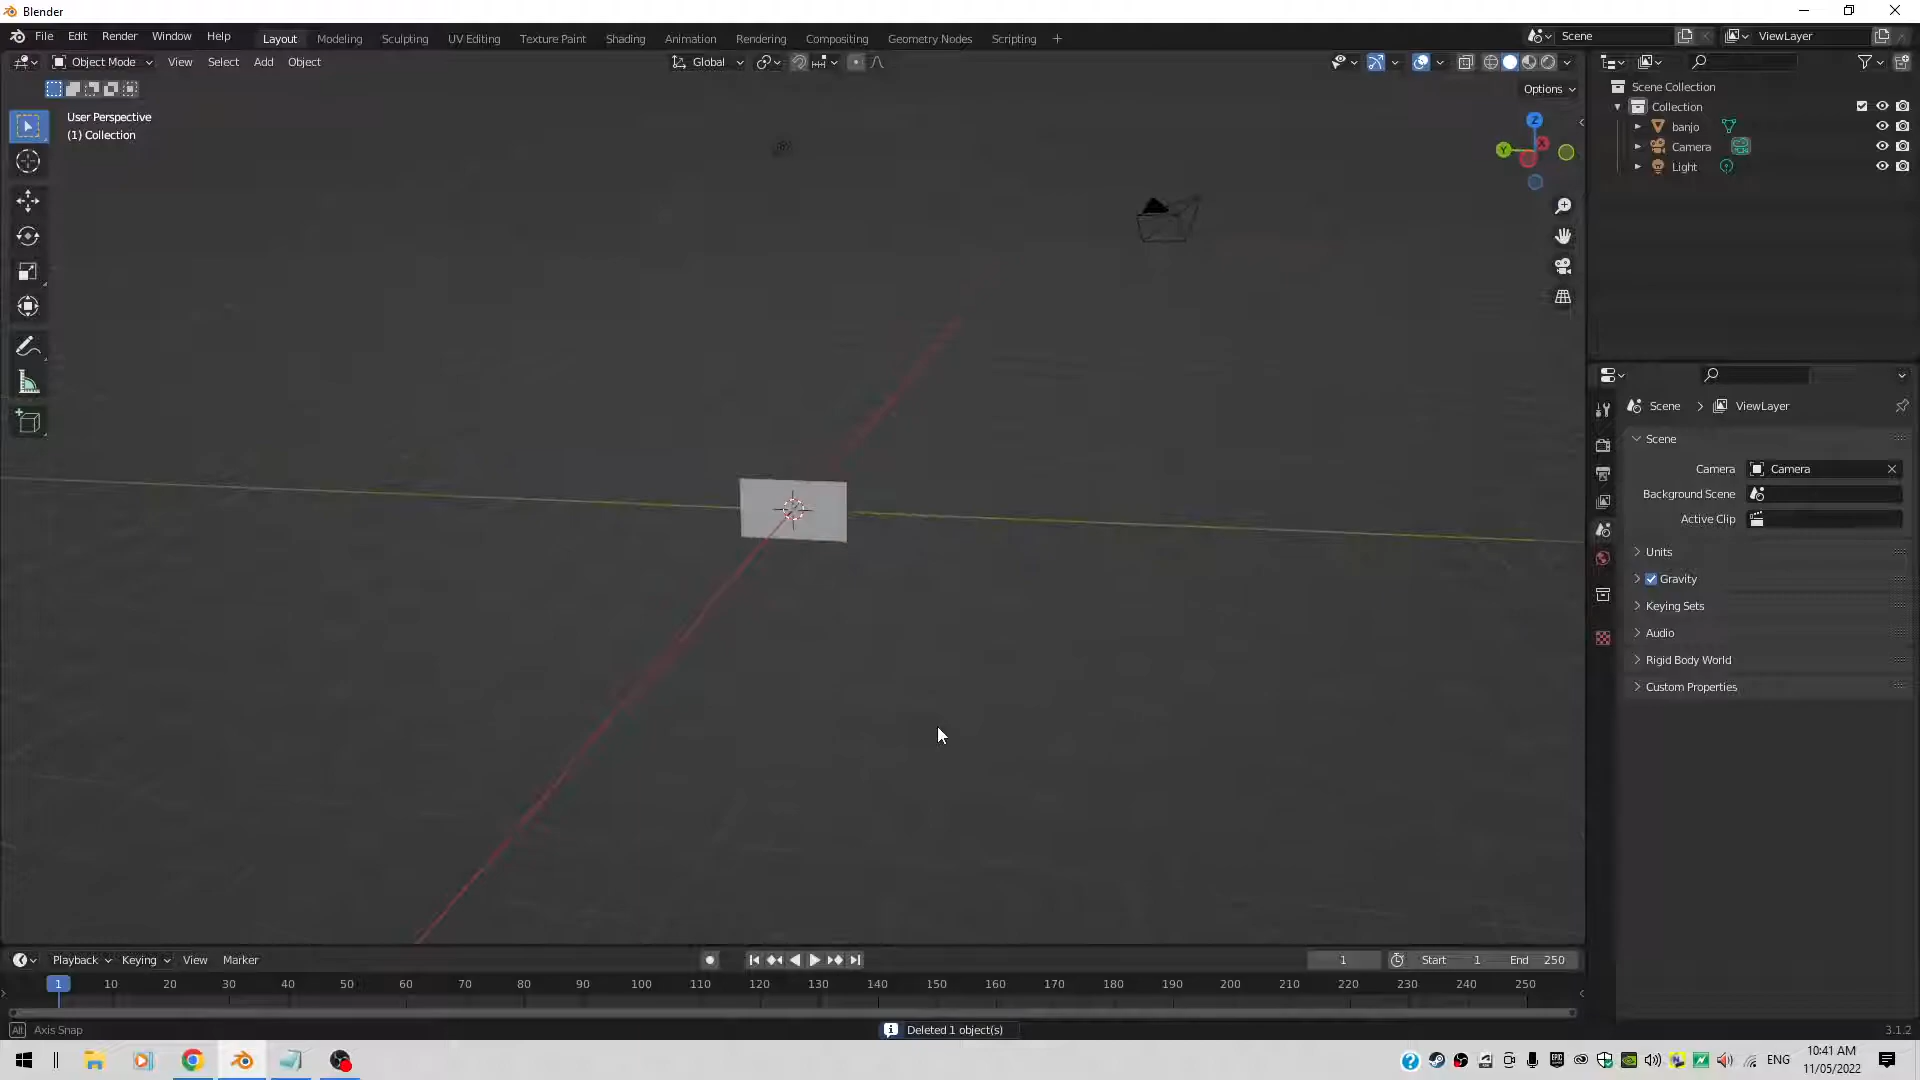 Blender
File Edit Render Window Help
Layout Modeling Sculpting UV Editing Texture Paint Shading Animation Rendering Compositing Geometry Nodes Scripting +
Scene
ViewLayer
Object Mode View Select Add Object
Global
Options
User Perspective
(1) Collection
Z
Y
X
Scene Collection
Collection
banjo
Camera
Light
Scene > ViewLayer
Scene
Camera Camera
Background Scene
Active Clip
Units
Gravity
Keying Sets
Audio
Rigid Body World
Custom Properties
Playback Keying View Marker
1
Start 1 End 250
1 10 20 30 40 50 60 70 80 90 100 110 120 130 140 150 160 170 180 190 200 210 220 230 240 250
Alt Axis Snap
Deleted 1 object(s)
3.1.2
ENG
10:41 AM
11/05/2022